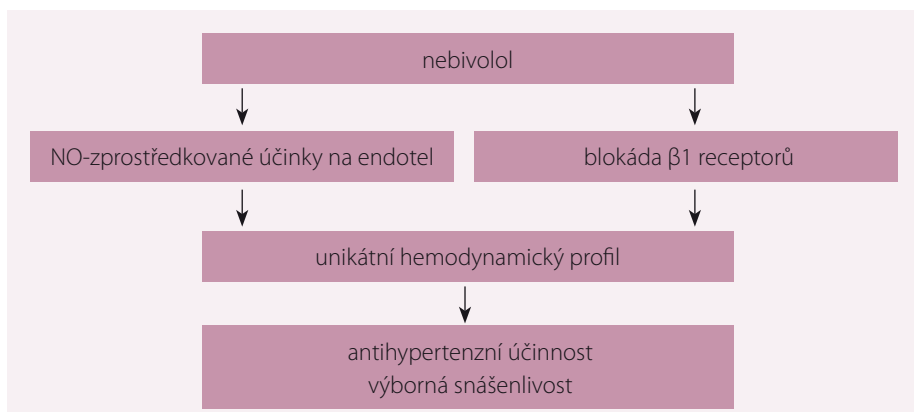 nebivolol
NO-zprostředkované účinky na endotel
blokáda β1 receptorů
unikátní hemodynamický profil
antihypertenzní účinnost
výborná snášenlivost